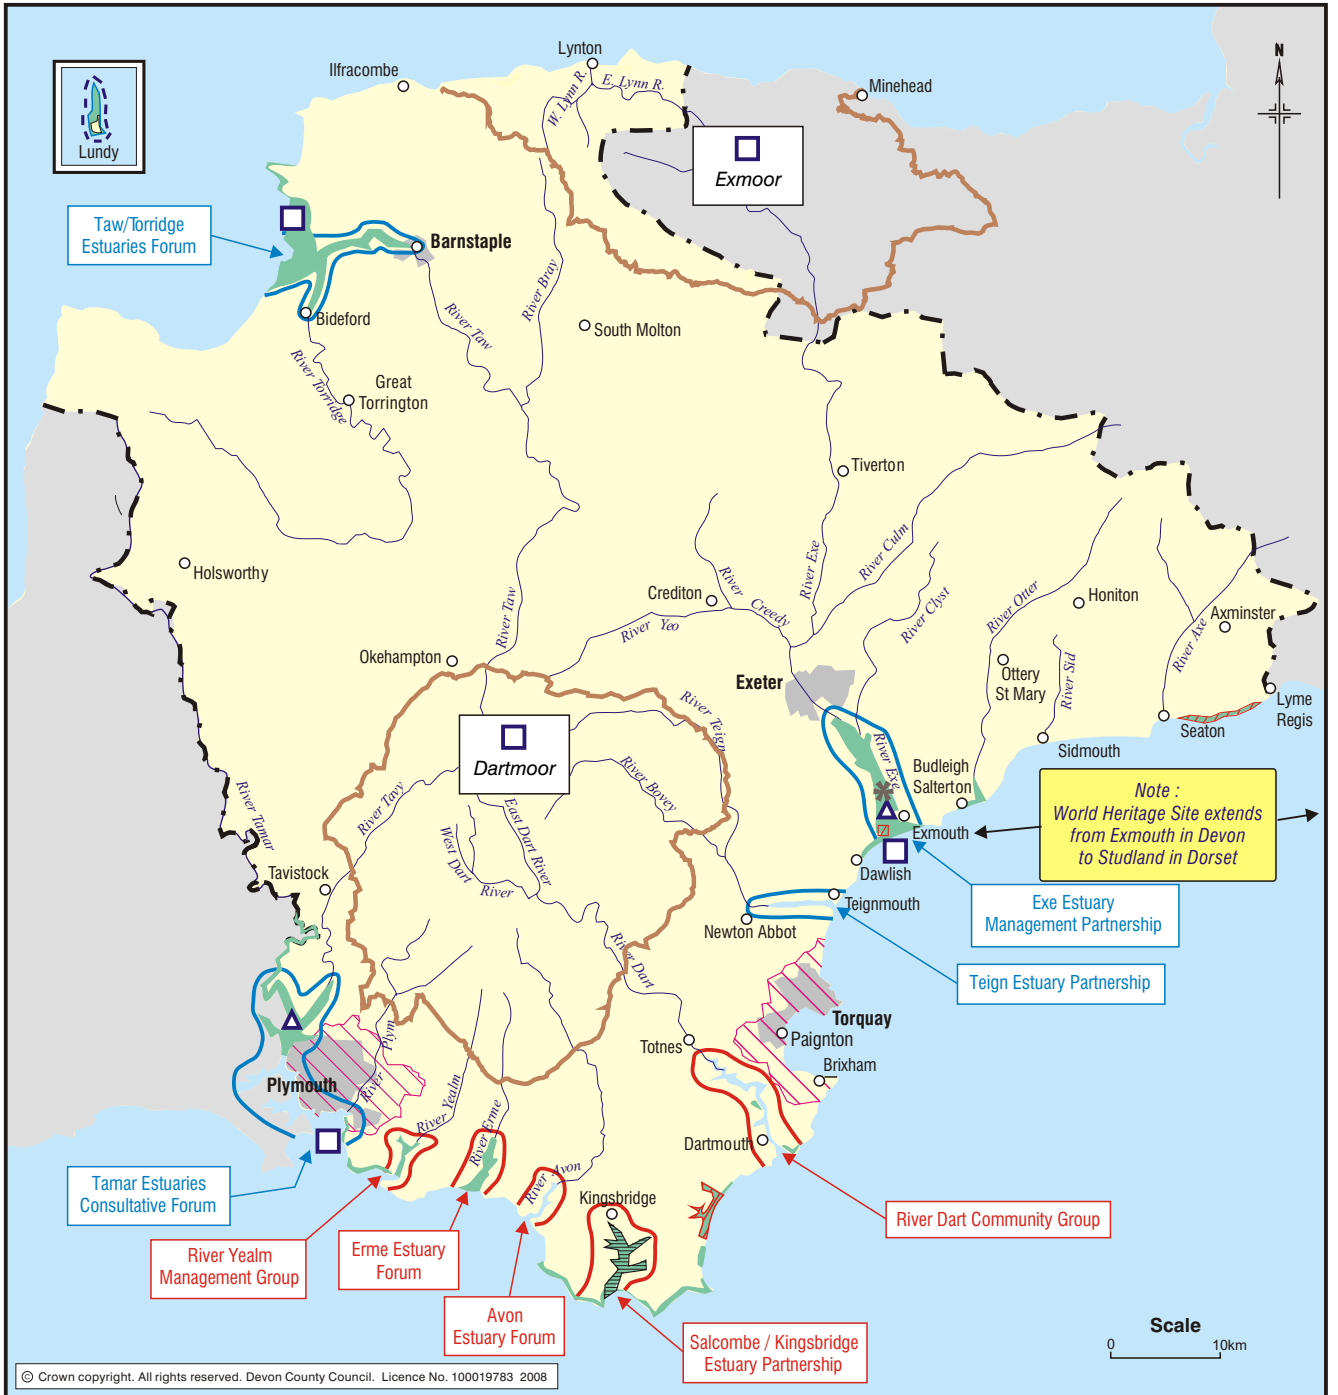 Lynton
Ilfracombe
W. Lynn R.
E. Lynn R.
Minehead
N
Lundy
Exmoor
Taw/Torridge
Estuaries Forum
Barnstaple
River Bray
Bideford
River Taw
South Molton
River Torridge
Great
Torrington
Tiverton
River Culm
River Exe
Holsworthy
River Taw
Crediton
River
Creedy
River Yeo
River Clyst
River Otter
Honiton
Axminster
River Axe
Okehampton
Exeter
Ottery
St Mary
River Sid
River Teign
Lyme
Regis
Seaton
Sidmouth
Dartmoor
River Exe
Budleigh
Salterton
River Bovey
River Tavy
River Tamar
East Dart River
West Dart
River
Exmouth
Note :
World Heritage Site extends
from Exmouth in Devon
to Studland in Dorset
Tavistock
Dawlish
Teignmouth
Exe Estuary
Management Partnership
Newton Abbot
River Dart
Teign Estuary Partnership
Torquay
Paignton
Totnes
Brixham
Plymouth
River
Plym
River Yealm
River Erme
Dartmouth
River Avon
Kingsbridge
Tamar Estuaries
Consultative Forum
River Dart Community Group
River Yealm
Management Group
Erme Estuary
Forum
Avon
Estuary Forum
Salcombe / Kingsbridge
Estuary Partnership
Scale
0 10km
© Crown copyright. All rights reserved. Devon County Council. Licence No. 100019783 2008